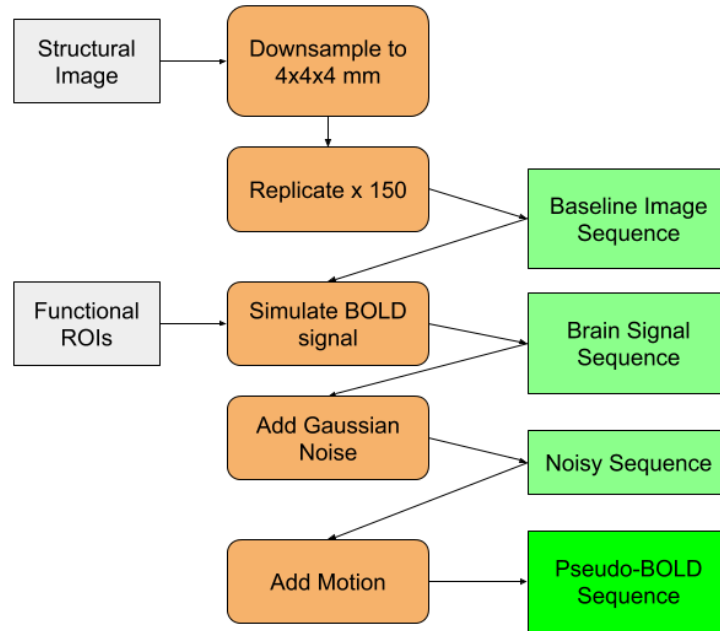 Structural
Image
Downsample to
4x4x4 mm
Replicate x 150
Baseline Image
Sequence
Functional
ROIs
Simulate BOLD
signal
Brain Signal
Sequence
Add Gaussian
Noise
Noisy Sequence
Add Motion
Pseudo-BOLD
Sequence